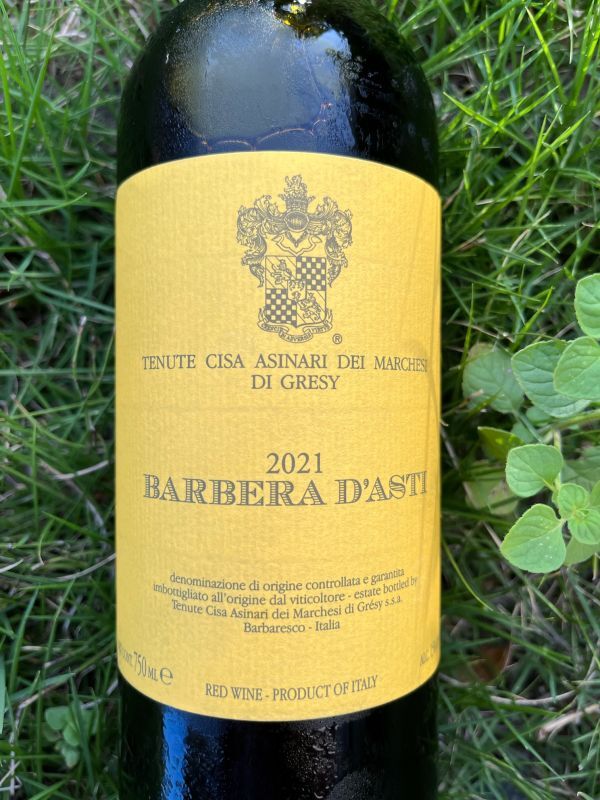 ®
TENUTE CISA ASINARI DEI MARCHESI
DI GRESY
2021
BARBERA D'ASTI
denominazione di origine controllata e garantita
imbottigliato all'origine dal viticoltore - estate bottled by
Tenute Cisa Asinari dei Marchesi di Grésy s.s.a.
Barbaresco - Italia
750 ML ℮
RED WINE - PRODUCT OF ITALY